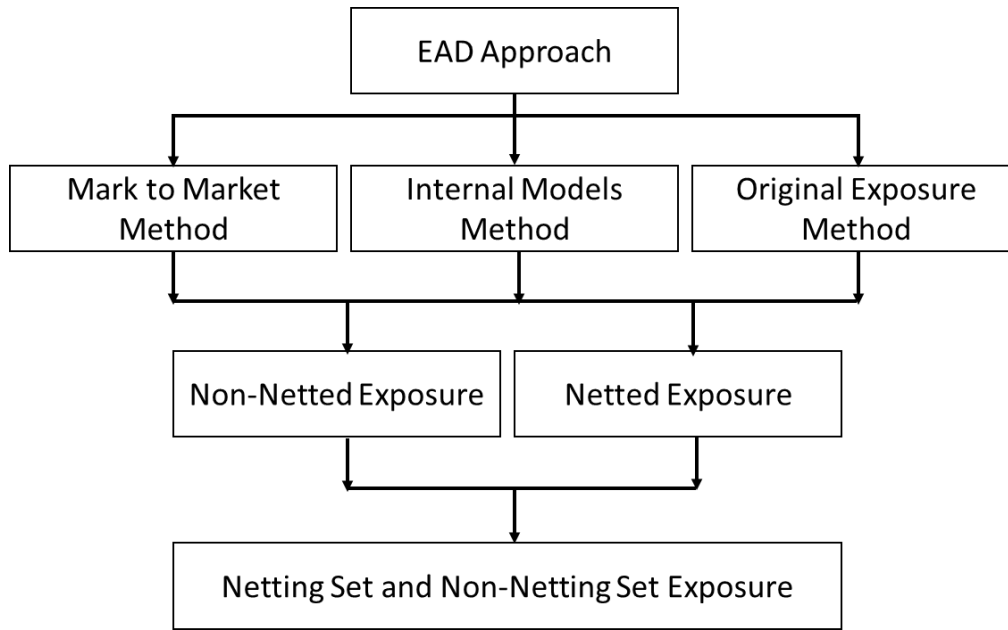 EAD Approach
Mark to Market
Method
Internal Models
Method
Original Exposure
Method
Non-Netted Exposure
Netted Exposure
Netting Set and Non-Netting Set Exposure